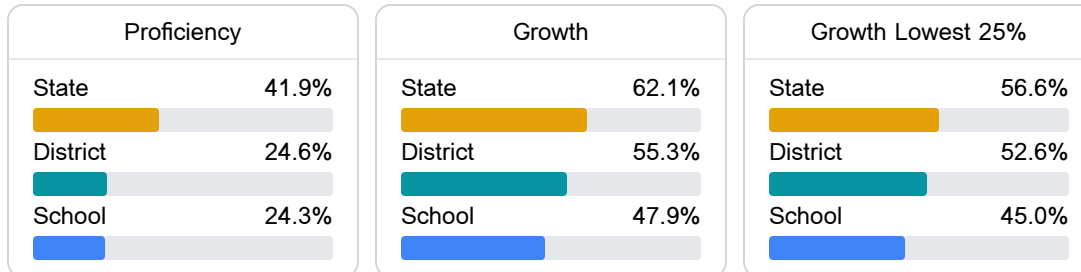 Proficiency
State 41.9%
District 24.6%
School 24.3%
Growth
State 62.1%
District 55.3%
School 47.9%
Growth Lowest 25%
State 56.6%
District 52.6%
School 45.0%